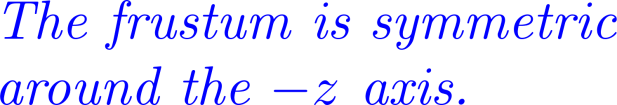 The frustum is symmetric
around the −z axis.